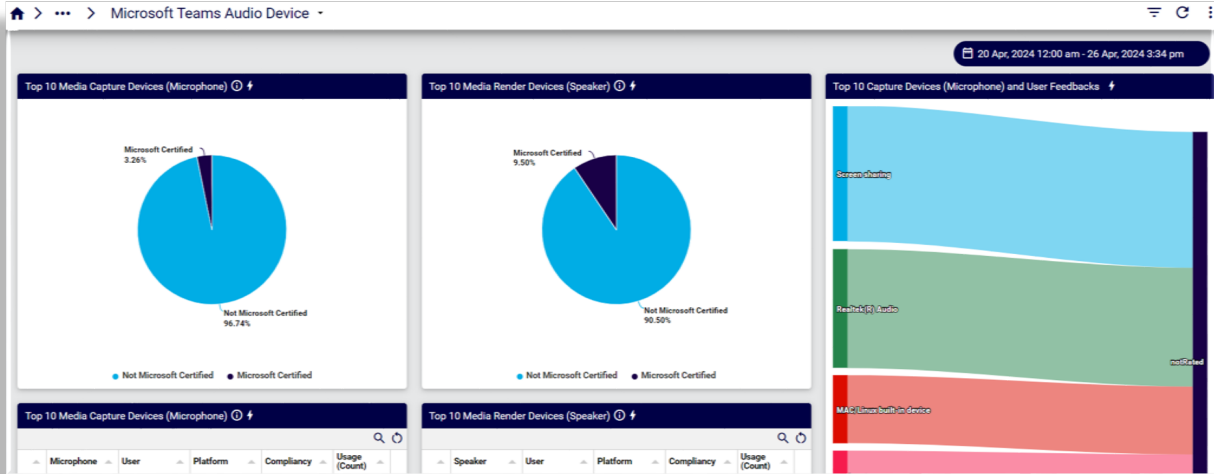 Microsoft Teams Audio Device
20 Apr, 2024 12:00 am - 26 Apr, 2024 3:34 pm
Top 10 Media Capture Devices (Microphone)
Microsoft Certified
3.26%
Not Microsoft Certified
96.74%
Not Microsoft Certified
Microsoft Certified
Top 10 Media Render Devices (Speaker)
Microsoft Certified
9.50%
Not Microsoft Certified
90.50%
Not Microsoft Certified
Microsoft Certified
Top 10 Capture Devices (Microphone) and User Feedbacks
Screen sharing
Realtek(R) Audio
notRated
MAC/Linux built-in device
Top 10 Media Capture Devices (Microphone)
Microphone User Platform Compliancy Usage
(Count)
Top 10 Media Render Devices (Speaker)
Speaker User Platform Compliancy Usage
(Count)